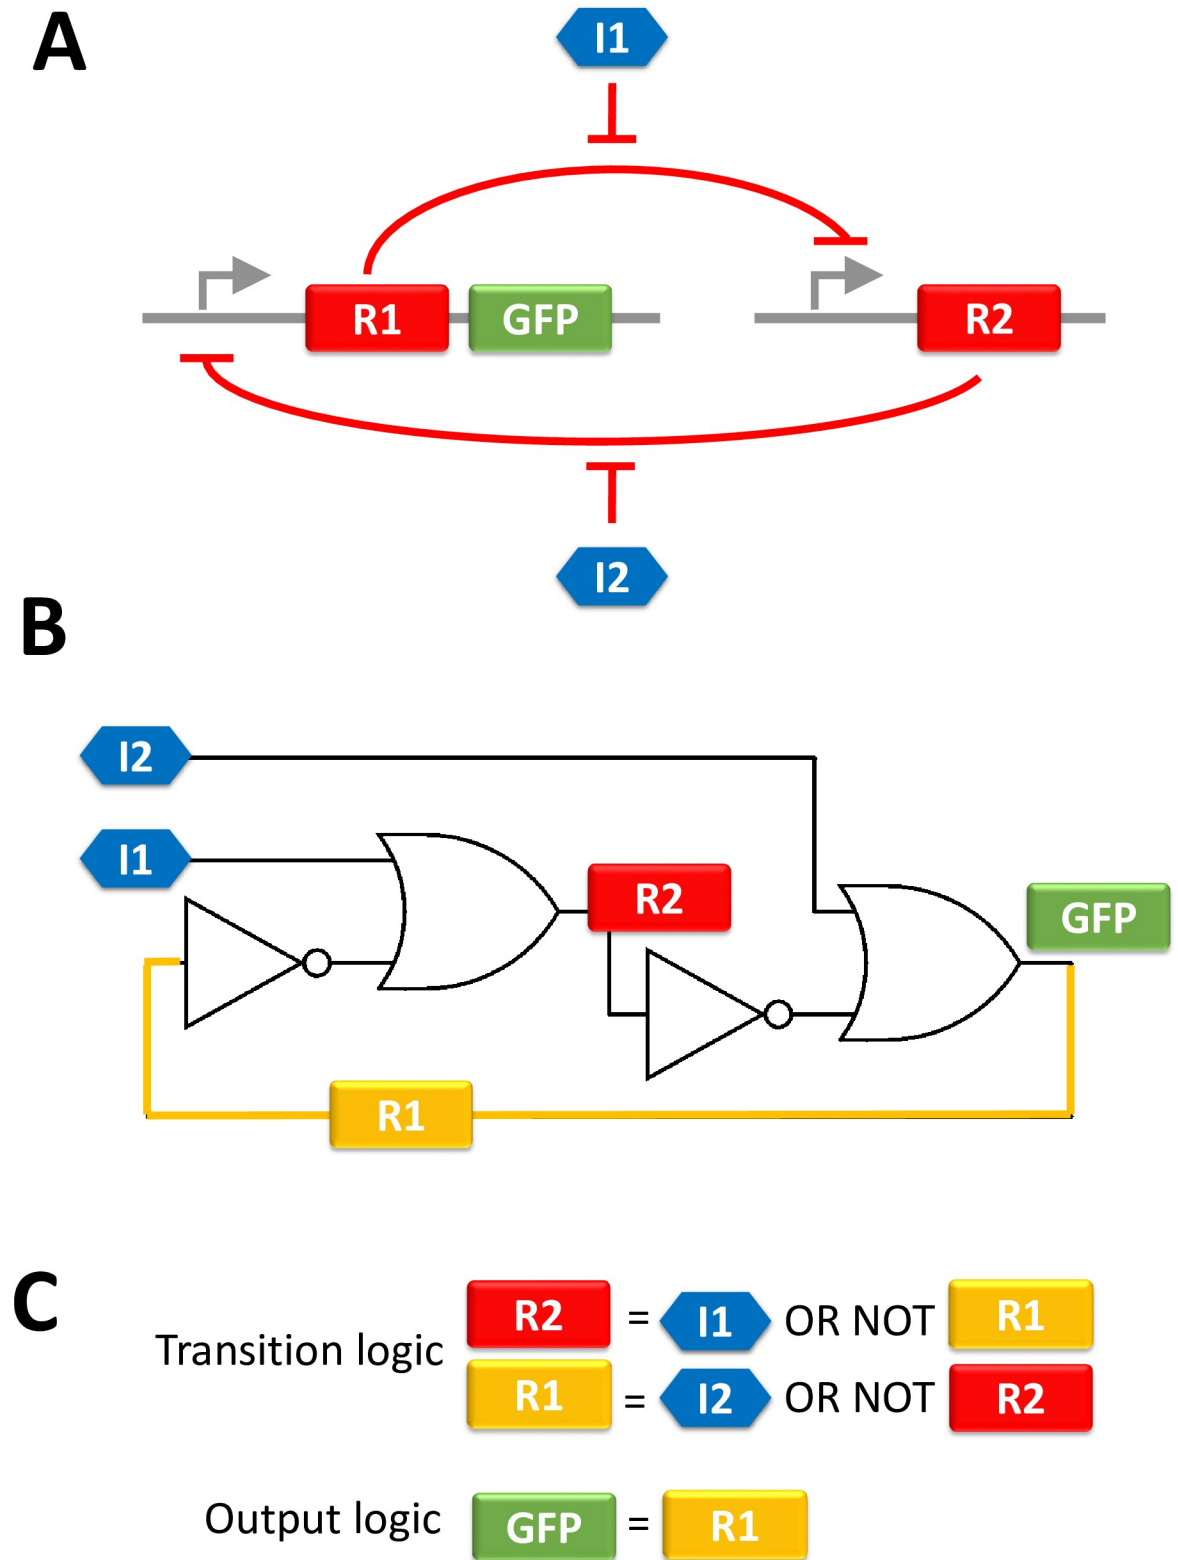 A
I1
R1 GFP R2
I2
B
I2
I1
R2
GFP
R1
C
Transition logic
R2 = I1 OR NOT R1
R1 = I2 OR NOT R2
Output logic GFP = R1